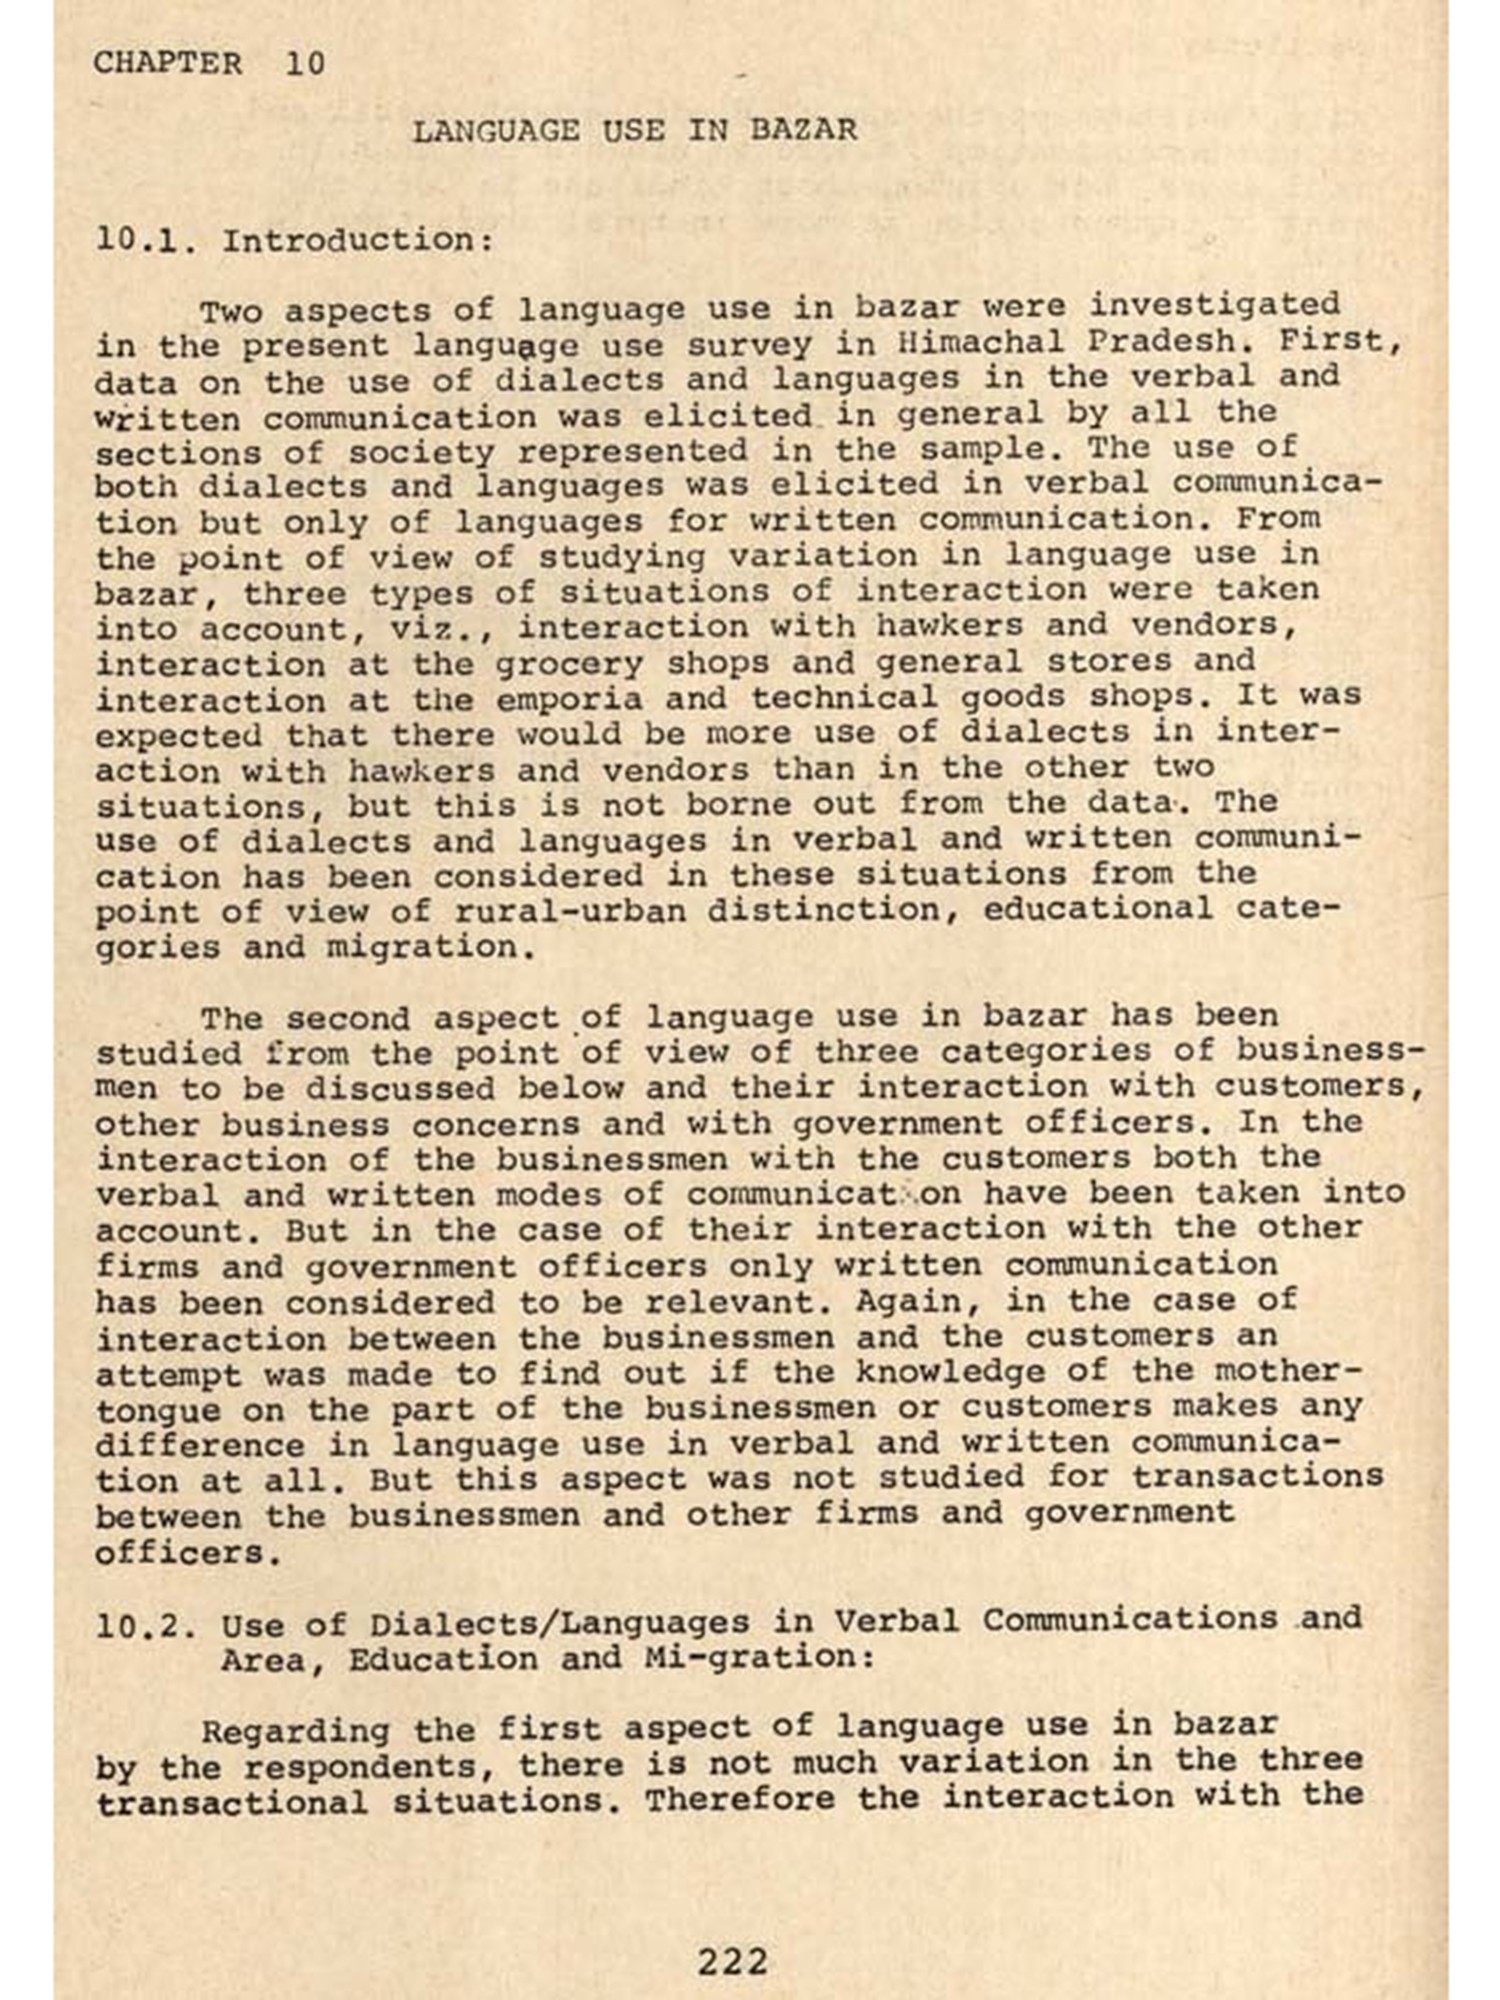 CHAPTER 10
LANGUAGE USE IN BAZAR
10.1. Introduction:
Two aspects of language use in bazar were investigated
in the present language use survey in Himachal Pradesh. First,
data on the use of dialects and languages in the verbal and
written communication was elicited in general by all the
sections of society represented in the sample. The use of
both dialects and languages was elicited in verbal communica-
tion but only of languages for written communication. From
the point of view of studying variation in language use in
bazar, three types of situations of interaction were taken
into account, viz., interaction with hawkers and vendors,
interaction at the grocery shops and general stores and
interaction at the emporia and technical goods shops. It was
expected that there would be more use of dialects in inter-
action with hawkers and vendors than in the other two
situations, but this is not borne out from the data. The
use of dialects and languages in verbal and written communi-
cation has been considered in these situations from the
point of view of rural-urban distinction, educational cate-
gories and migration.
The second aspect of language use in bazar has been
studied from the point of view of three categories of business-
men to be discussed below and their interaction with customers,
other business concerns and with government officers. In the
interaction of the businessmen with the customers both the
verbal and written modes of communication have been taken into
account. But in the case of their interaction with the other
firms and government officers only written communication
has been considered to be relevant. Again, in the case of
interaction between the businessmen and the customers an
attempt was made to find out if the knowledge of the mother-
tongue on the part of the businessmen or customers makes any
difference in language use in verbal and written communica-
tion at all. But this aspect was not studied for transactions
between the businessmen and other firms and government
officers.
10.2. Use of Dialects/Languages in Verbal Communications and
Area, Education and Mi-gration:
Regarding the first aspect of language use in bazar
by the respondents, there is not much variation in the three
transactional situations. Therefore the interaction with the
222